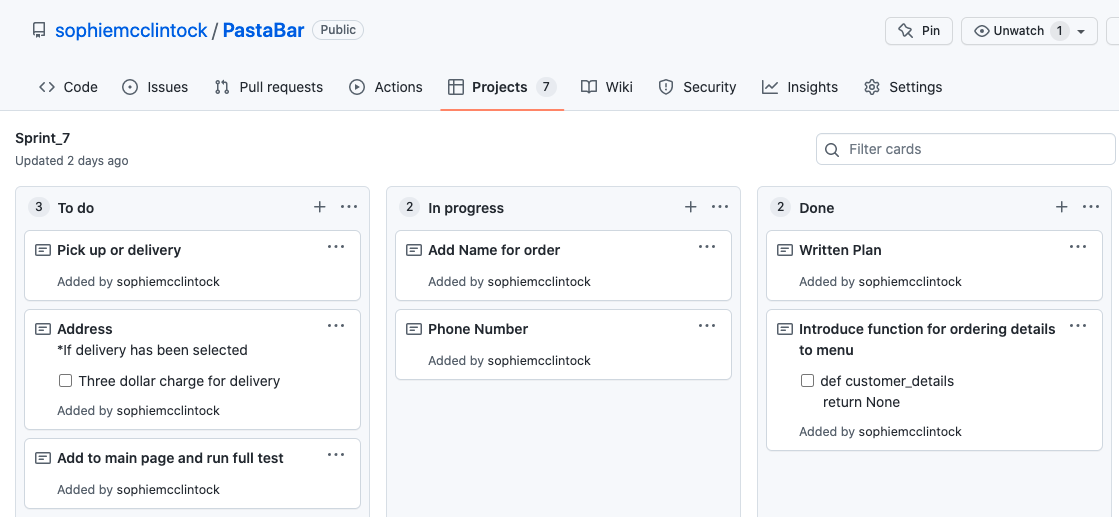 sophiemcclintock / PastaBar Public
Pin
Unwatch 1
Code
Issues
Pull requests
Actions
Projects 7
Wiki
Security
Insights
Settings
Sprint_7
Updated 2 days ago
Filter cards
3 To do
Pick up or delivery
Added by sophiemcclintock
Address
*If delivery has been selected
Three dollar charge for delivery
Added by sophiemcclintock
Add to main page and run full test
Added by sophiemcclintock
2 In progress
Add Name for order
Added by sophiemcclintock
Phone Number
Added by sophiemcclintock
2 Done
Written Plan
Added by sophiemcclintock
Introduce function for ordering details
to menu
def customer_details
return None
Added by sophiemcclintock